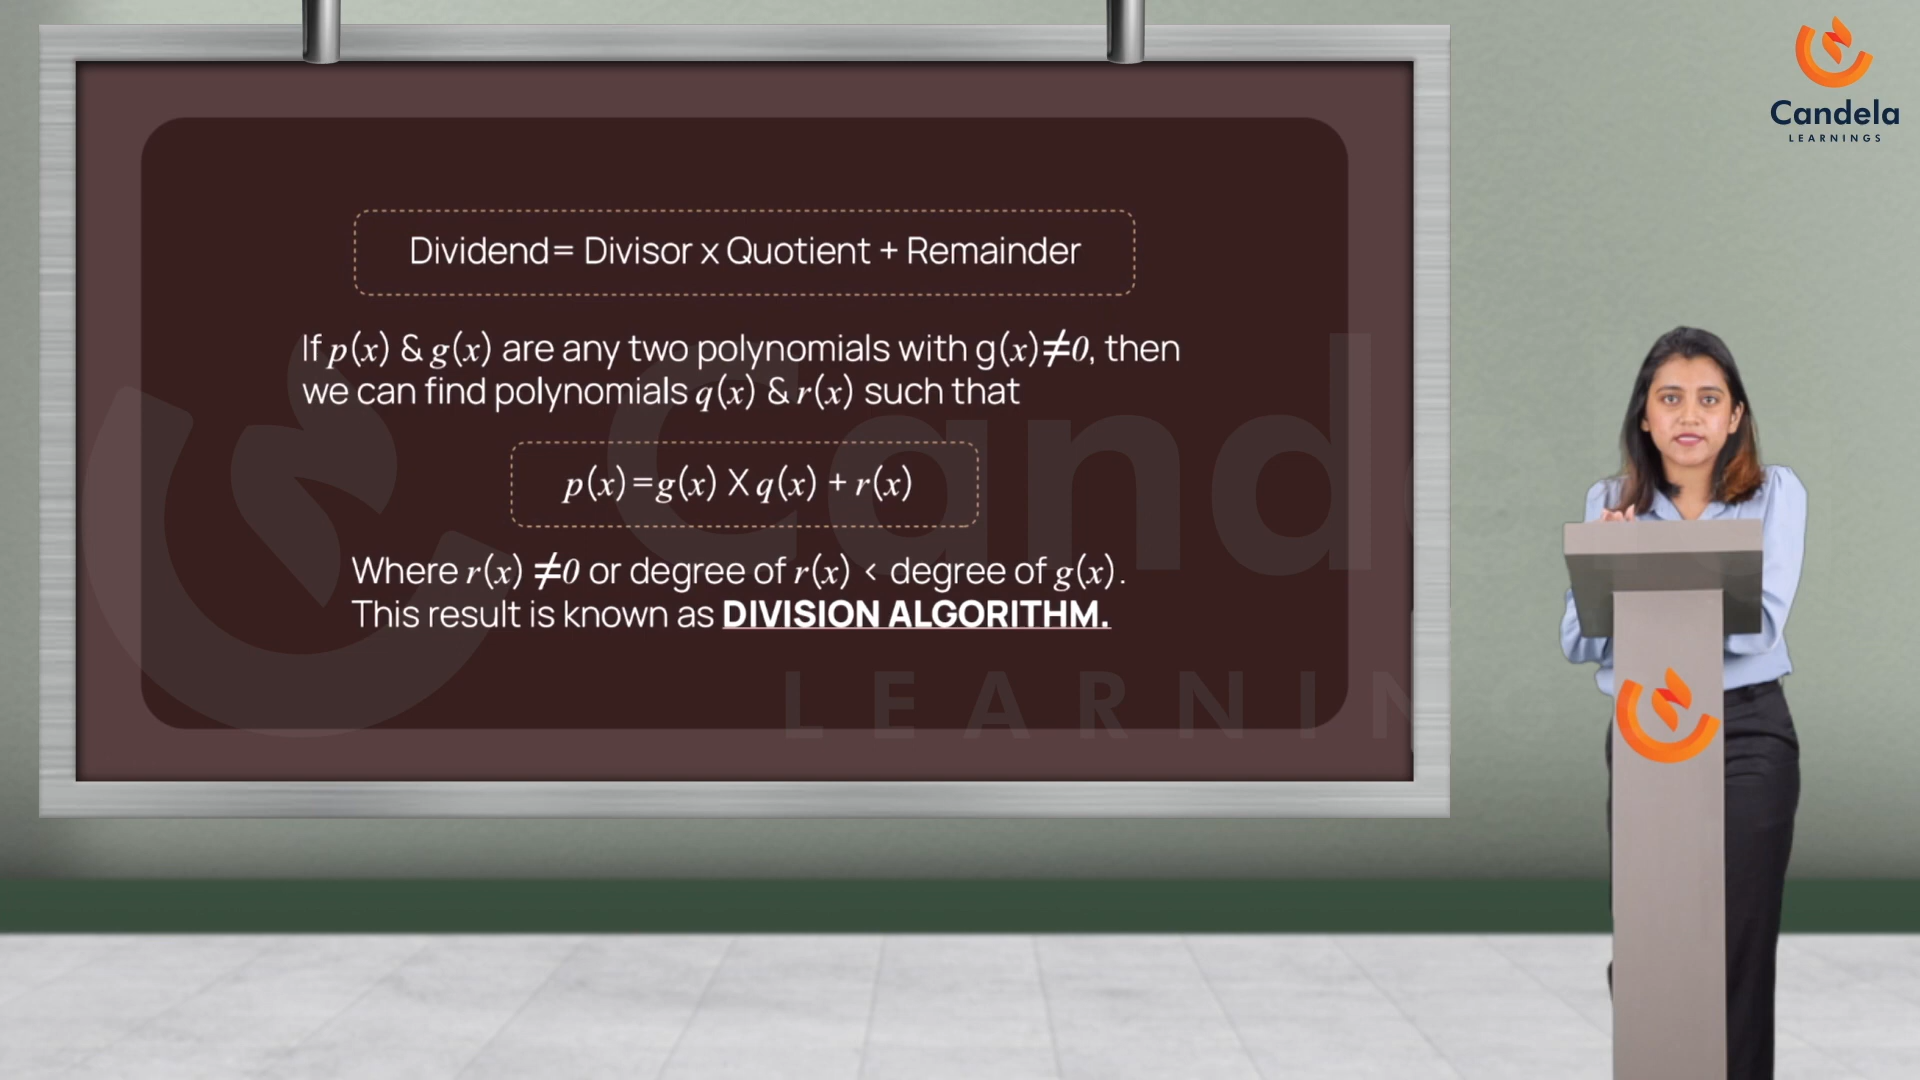 Dividend= Divisor x Quotient + Remainder
If p(x) & g(x) are any two polynomials with g(x)≠0, then
we can find polynomials q(x) & r(x) such that
p(x)=g(x) X q(x) + r(x)
Where r(x) ≠0 or degree of r(x) < degree of g(x).
This result is known as DIVISION ALGORITHM.
Candela
LEARNINGS